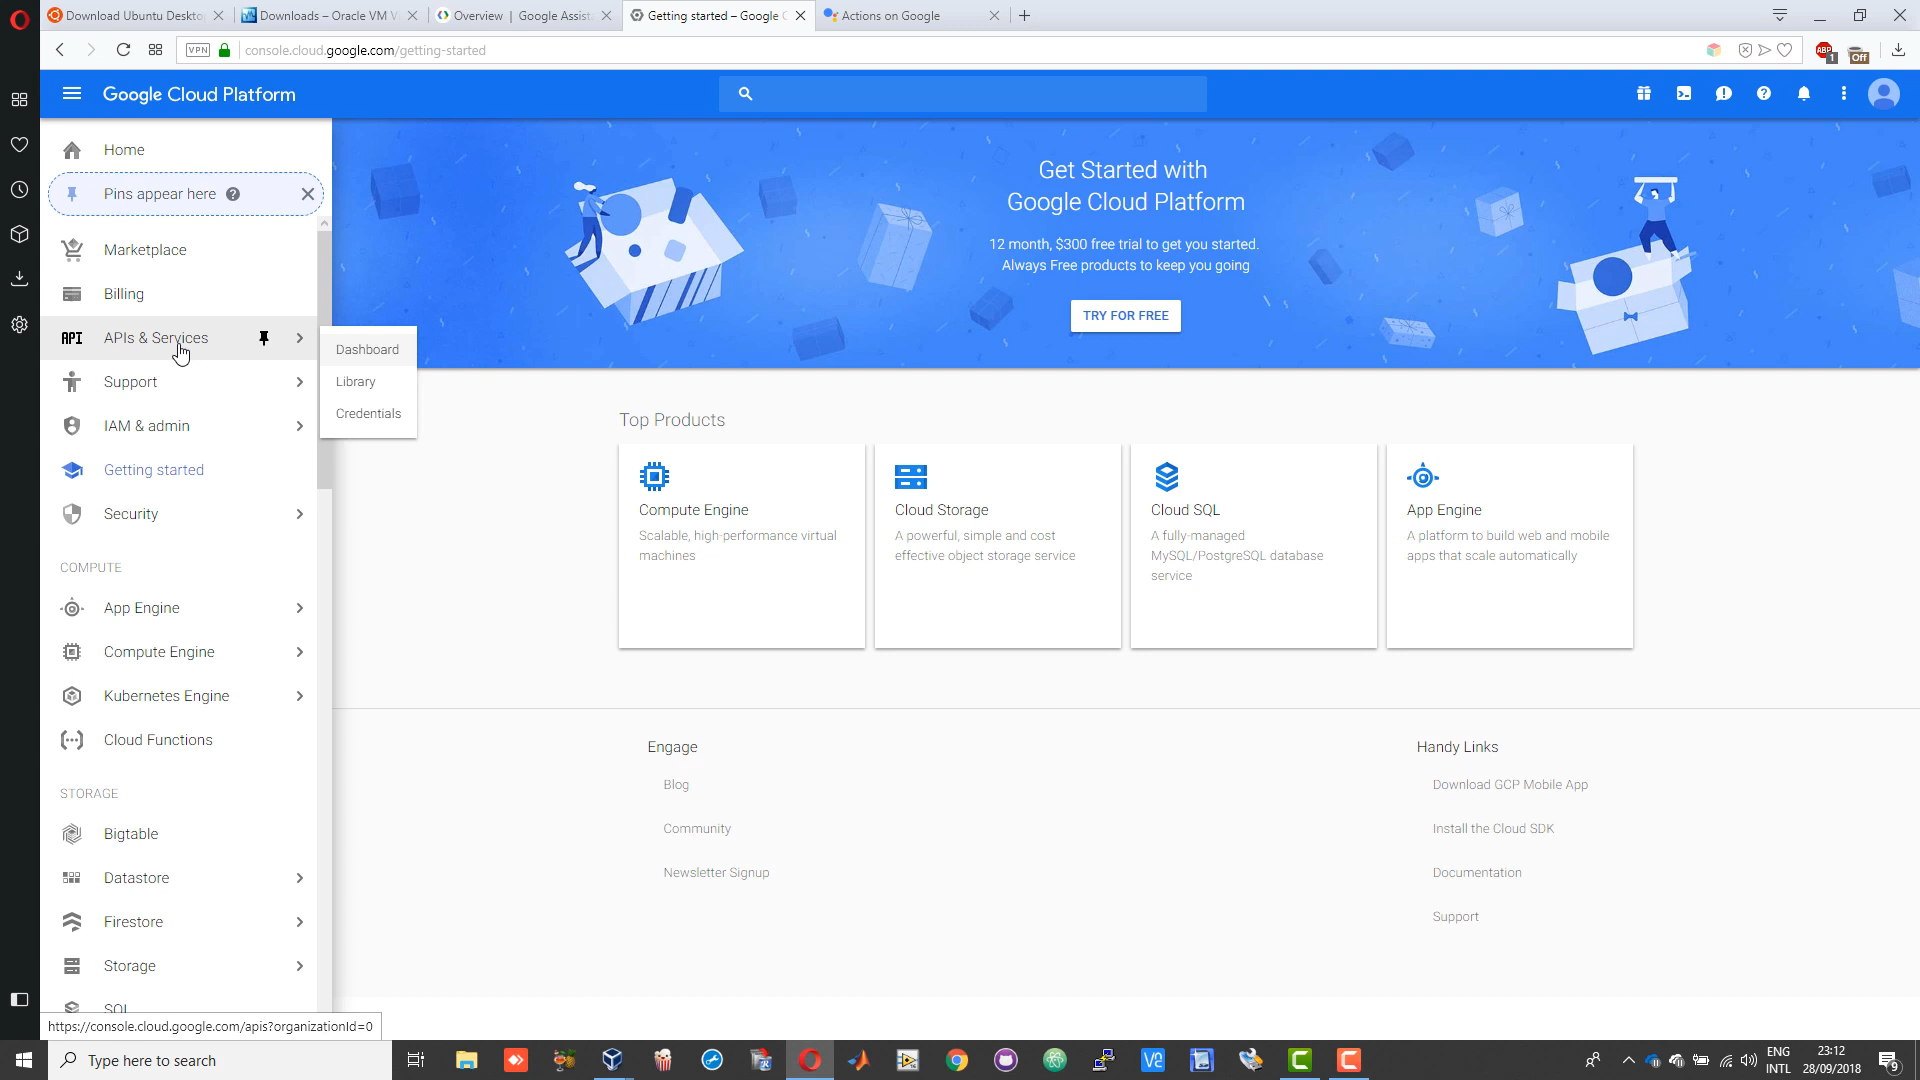 Download Ubuntu Deskto
Downloads – Oracle VM V
Overview | Google Assist
Getting started – Google C
Actions on Google
VPN
console.cloud.google.com/getting-started
ABP
1
Off
Google Cloud Platform
Home
Pins appear here
Marketplace
Billing
API APIs & Services
Support
IAM & admin
Getting started
Security
COMPUTE
App Engine
Compute Engine
Kubernetes Engine
Cloud Functions
STORAGE
Bigtable
Datastore
Firestore
Storage
SQL
https://console.cloud.google.com/apis?organizationId=0
Dashboard
Library
Credentials
Get Started with
Google Cloud Platform
12 month, $300 free trial to get you started.
Always Free products to keep you going
TRY FOR FREE
Top Products
Compute Engine
Scalable, high-performance virtual
machines
Cloud Storage
A powerful, simple and cost
effective object storage service
Cloud SQL
A fully-managed
MySQL/PostgreSQL database
service
App Engine
A platform to build web and mobile
apps that scale automatically
Engage
Blog
Community
Newsletter Signup
Handy Links
Download GCP Mobile App
Install the Cloud SDK
Documentation
Support
Type here to search
ENG
INTL
23:12
28/09/2018
9